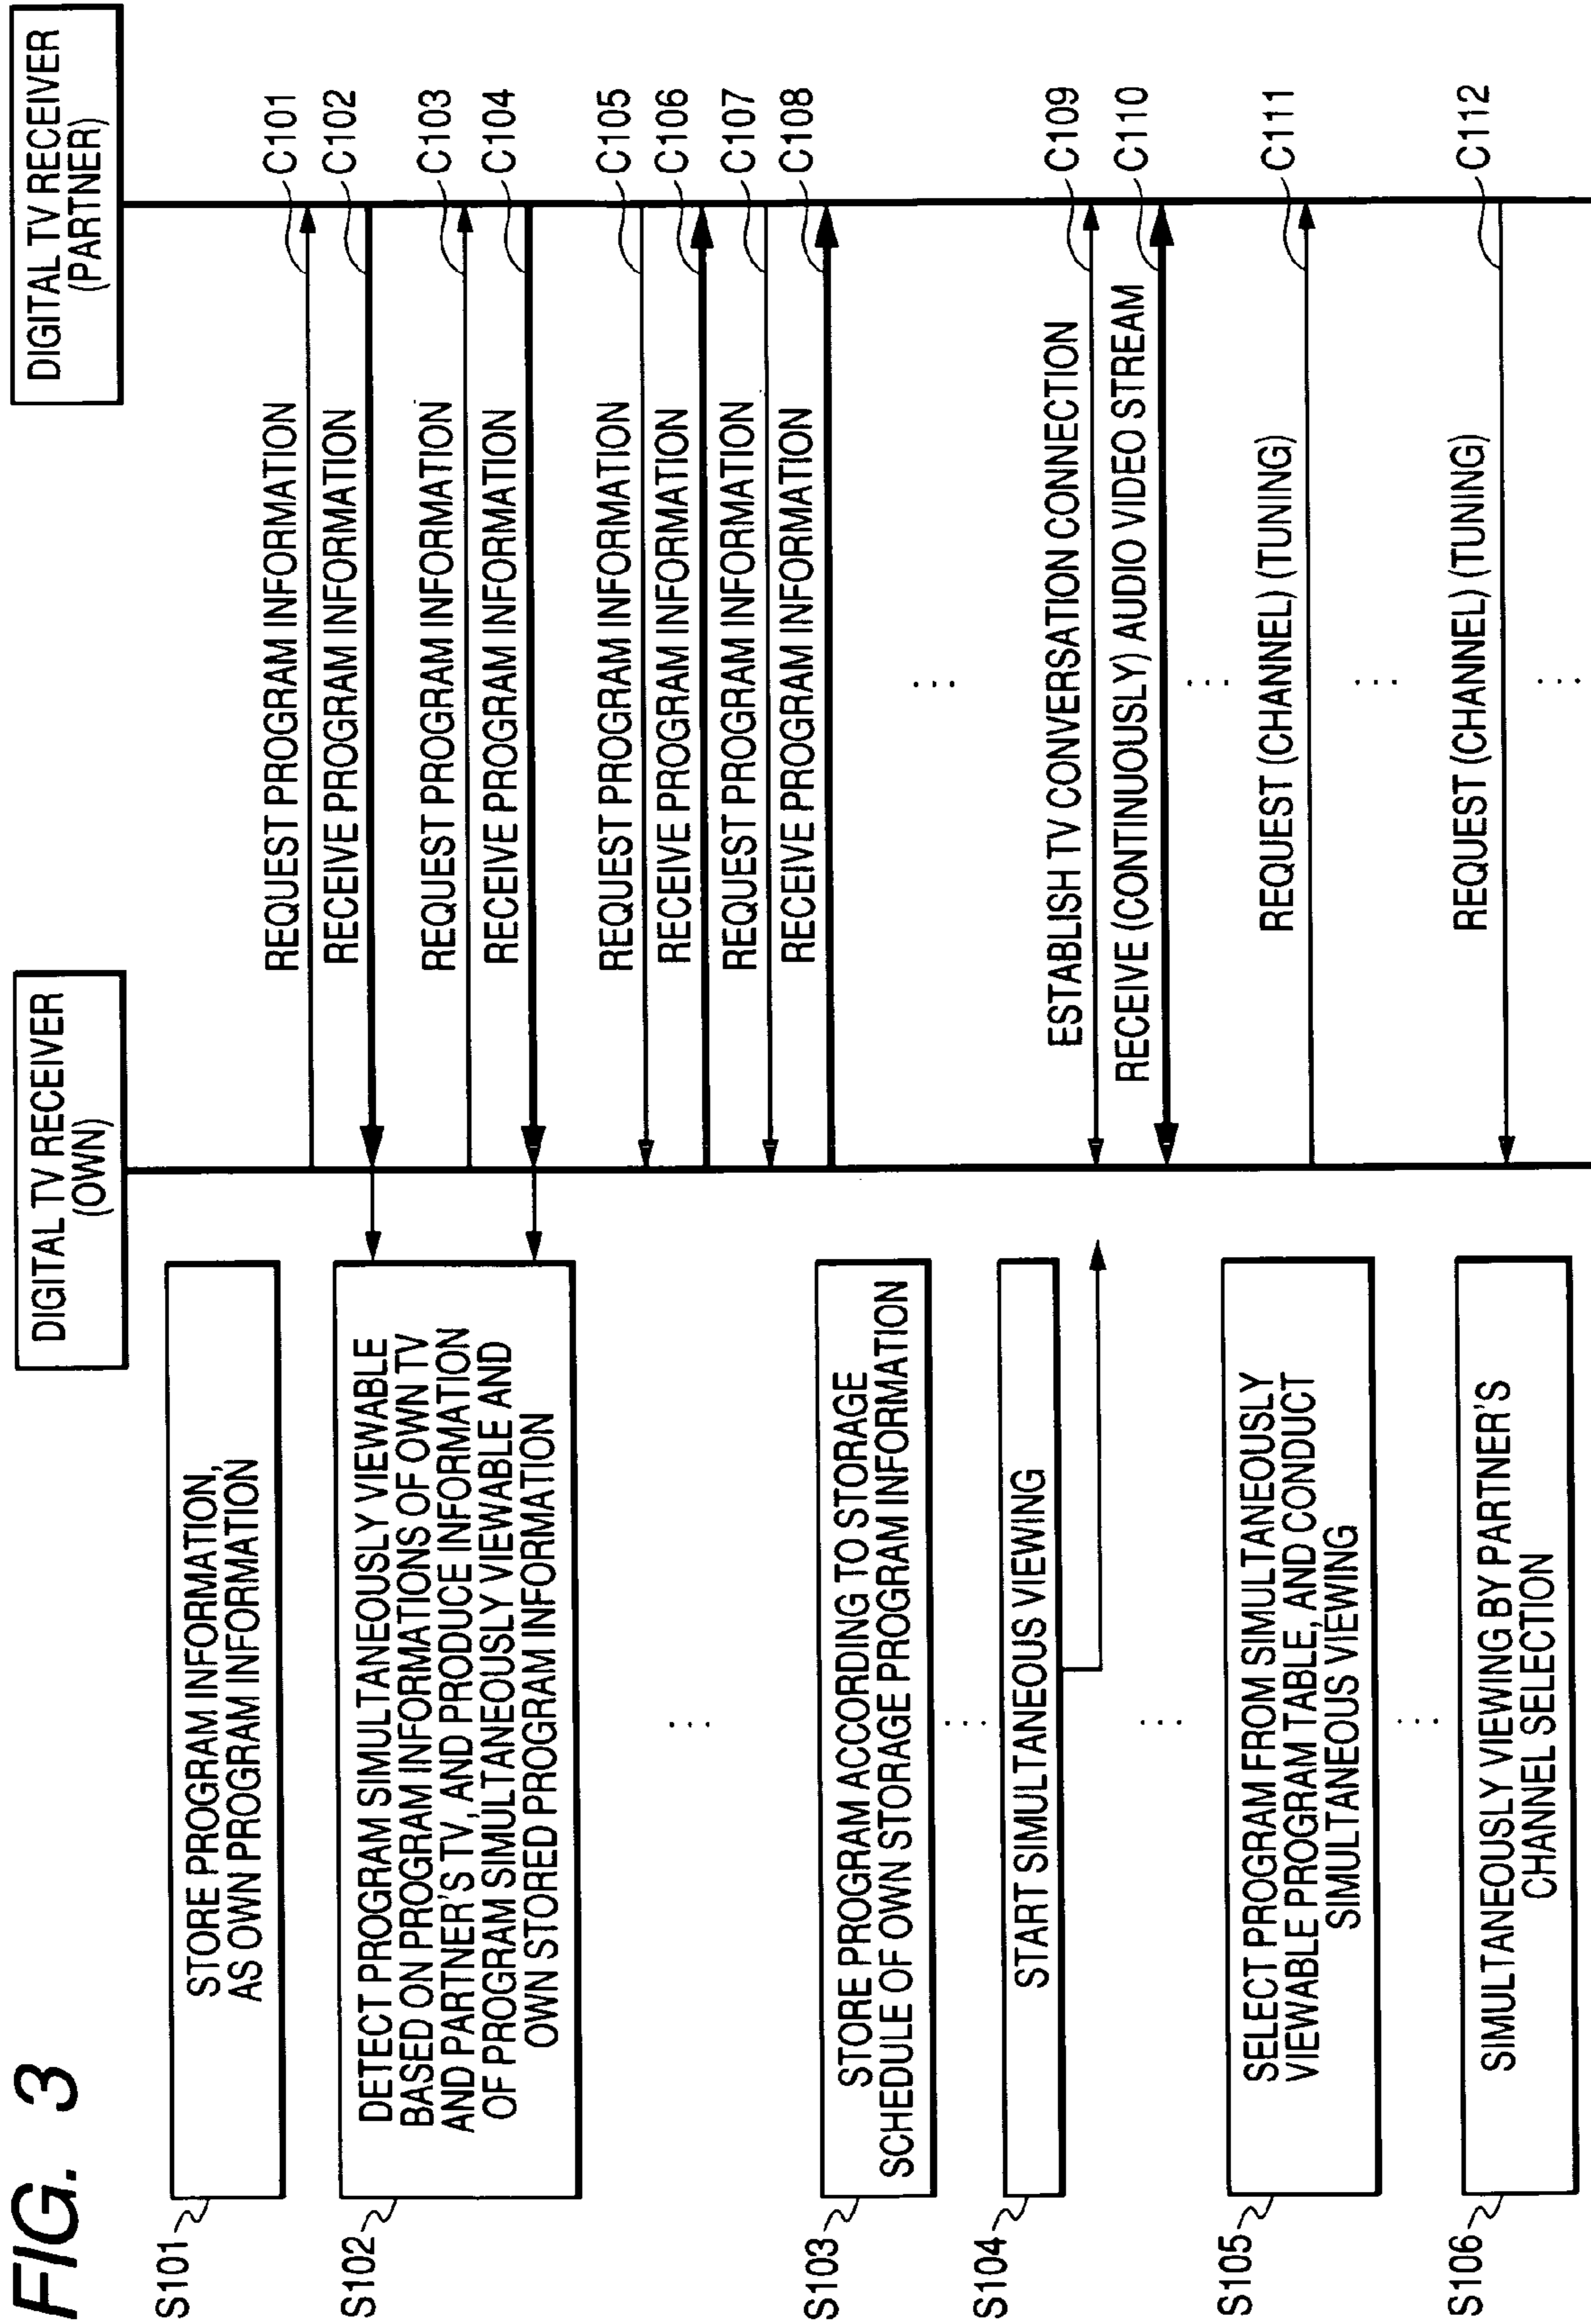 FIG. 3
DIGITAL TV RECEIVER
(OWN)
DIGITAL TV RECEIVER
(PARTNER)
S101
STORE PROGRAM INFORMATION,
AS OWN PROGRAM INFORMATION
REQUEST PROGRAM INFORMATION
C101
RECEIVE PROGRAM INFORMATION
C102
S102
DETECT PROGRAM SIMULTANEOUSLY VIEWABLE
BASED ON PROGRAM INFORMATIONS OF OWN TV
AND PARTNER'S TV, AND PRODUCE INFORMATION
OF PROGRAM SIMULTANEOUSLY VIEWABLE AND
OWN STORED PROGRAM INFORMATION
REQUEST PROGRAM INFORMATION
C103
RECEIVE PROGRAM INFORMATION
C104
REQUEST PROGRAM INFORMATION
C105
RECEIVE PROGRAM INFORMATION
C106
REQUEST PROGRAM INFORMATION
C107
RECEIVE PROGRAM INFORMATION
C108
...
S103
STORE PROGRAM ACCORDING TO STORAGE
SCHEDULE OF OWN STORAGE PROGRAM INFORMATION
...
...
S104
START SIMULTANEOUS VIEWING
ESTABLISH TV CONVERSATION CONNECTION
C109
RECEIVE (CONTINUOUSLY) AUDIO VIDEO STREAM
C110
...
...
S105
SELECT PROGRAM FROM SIMULTANEOUSLY
VIEWABLE PROGRAM TABLE, AND CONDUCT
SIMULTANEOUS VIEWING
REQUEST (CHANNEL) (TUNING)
C111
...
...
S106
SIMULTANEOUSLY VIEWING BY PARTNER'S
CHANNEL SELECTION
REQUEST (CHANNEL) (TUNING)
C112
...